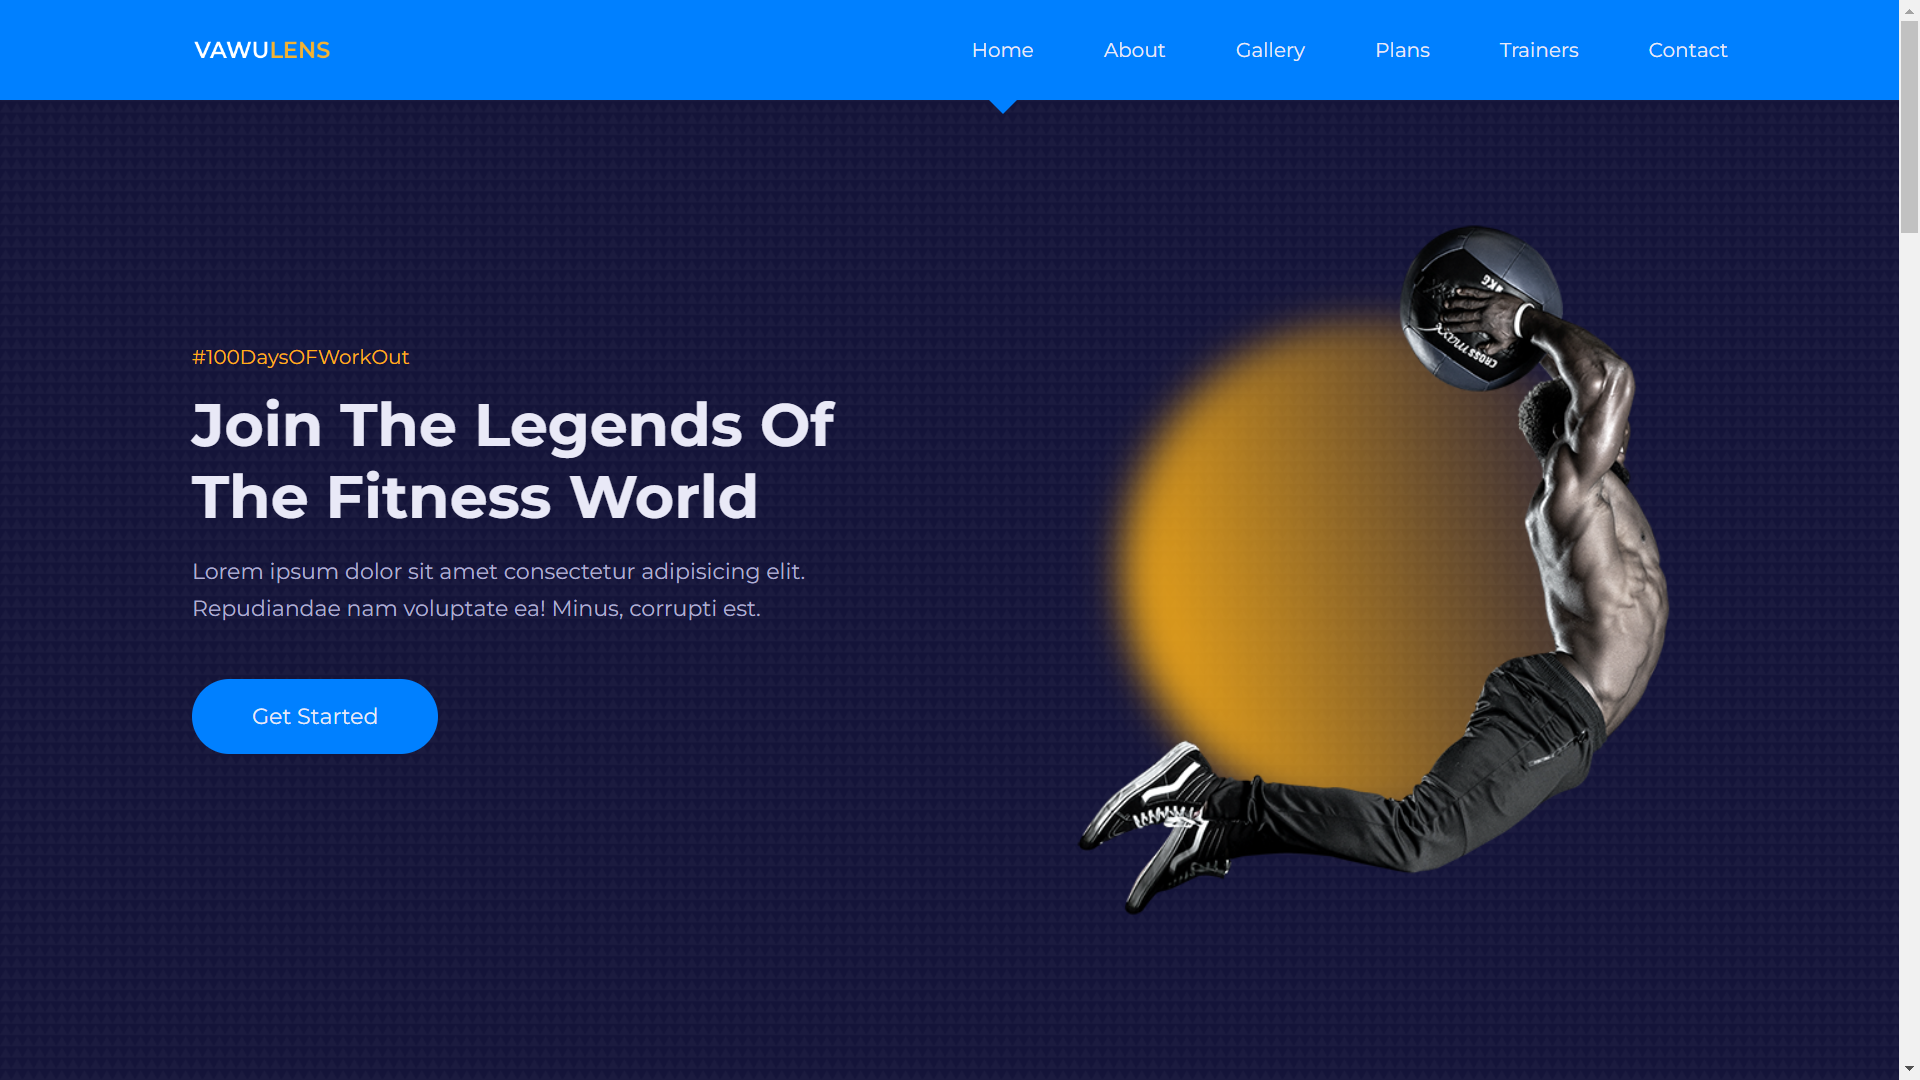 VAWULENS
Home About Gallery Plans Trainers Contact
4KG
CROSSmaxx
#100DaysOFWorkOut
Join The Legends Of
The Fitness World
Lorem ipsum dolor sit amet consectetur adipisicing elit.
Repudiandae nam voluptate ea! Minus, corrupti est.
Get Started